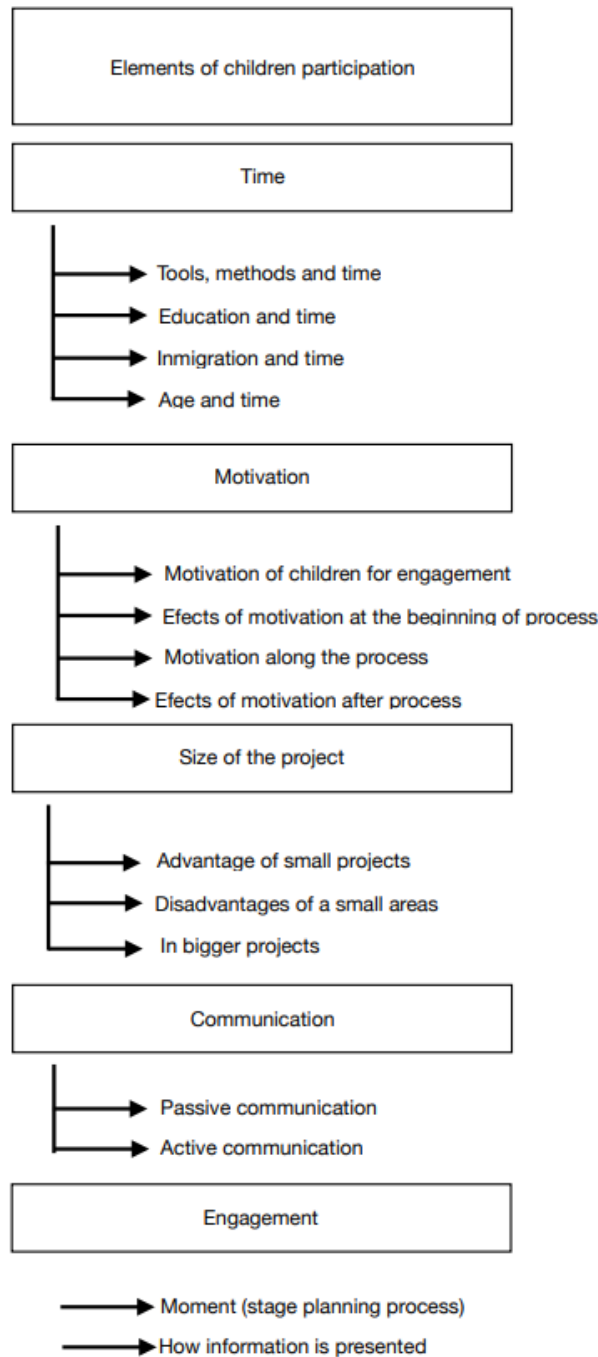 Elements of children participation
Time
Tools, methods and time
Education and time
Inmigration and time
Age and time
Motivation
Motivation of children for engagement
Efects of motivation at the beginning of process
Motivation along the process
Efects of motivation after process
Size of the project
Advantage of small projects
Disadvantages of a small areas
In bigger projects
Communication
Passive communication
Active communication
Engagement
Moment (stage planning process)
How information is presented